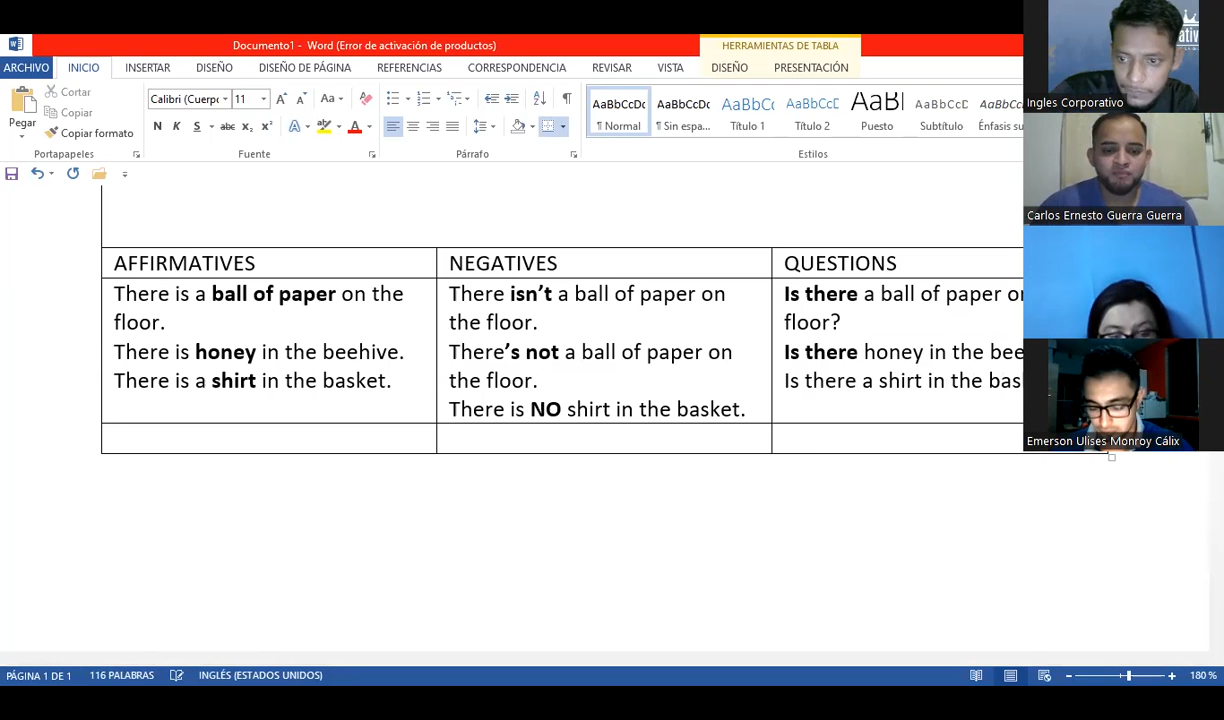 Documento1 - Word (Error de activación de productos)
HERRAMIENTAS DE TABLA
ARCHIVO INICIO INSERTAR DISEÑO DISEÑO DE PÁGINA REFERENCIAS CORRESPONDENCIA REVISAR VISTA DISEÑO PRESENTACIÓN
Pegar
Cortar
Copiar
Copiar formato
Portapapeles
Calibri (Cuerpo 11
Aa
N K S abc x₂ x² A A
Fuente
Párrafo
AaBbCcDc AaBbCcDc AaBbCc AaBbCcD AaB AaBbCcD AaBbCcDc
¶ Normal ¶ Sin espa... Título 1 Título 2 Puesto Subtítulo Énfasis su
Estilos
Ingles Corporativo
Carlos Ernesto Guerra Guerra
Emerson Ulises Monroy Cálix
AFFIRMATIVES
There is a ball of paper on the
floor.
There is honey in the beehive.
There is a shirt in the basket.
NEGATIVES
There isn't a ball of paper on
the floor.
There's not a ball of paper on
the floor.
There is NO shirt in the basket.
QUESTIONS
Is there a ball of paper on
floor?
Is there honey in the bee
Is there a shirt in the bas
PÁGINA 1 DE 1 116 PALABRAS INGLÉS (ESTADOS UNIDOS) 180 %